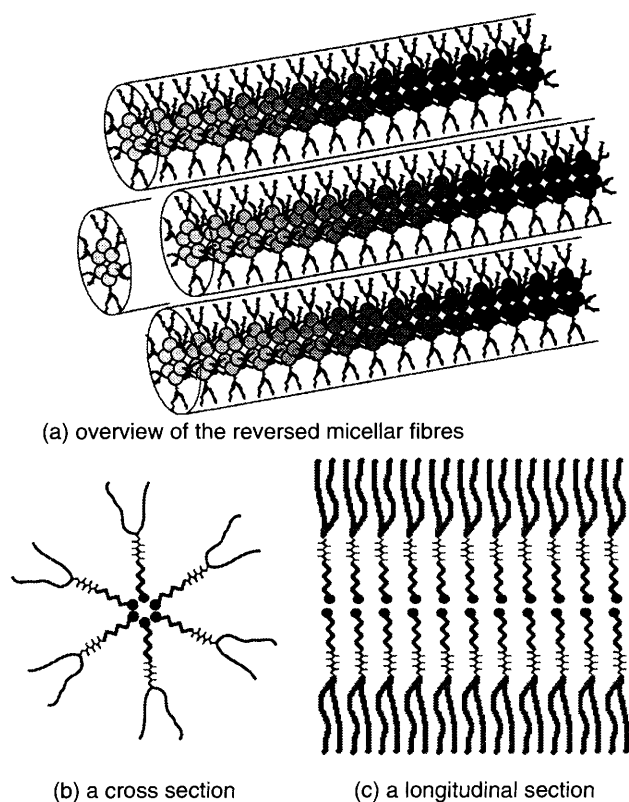 (a) overview of the reversed micellar fibres
(b) a cross section
(c) a longitudinal section